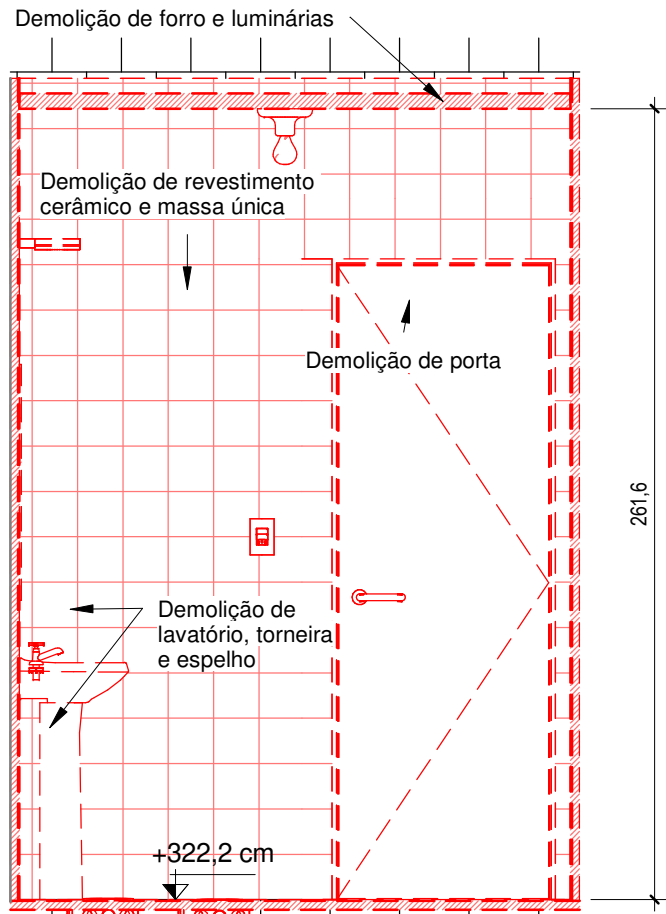 Demolição de forro e luminárias
Demolição de revestimento
cerâmico e massa única
Demolição de porta
261,6
Demolição de
lavatório, torneira
e espelho
+322,2 cm